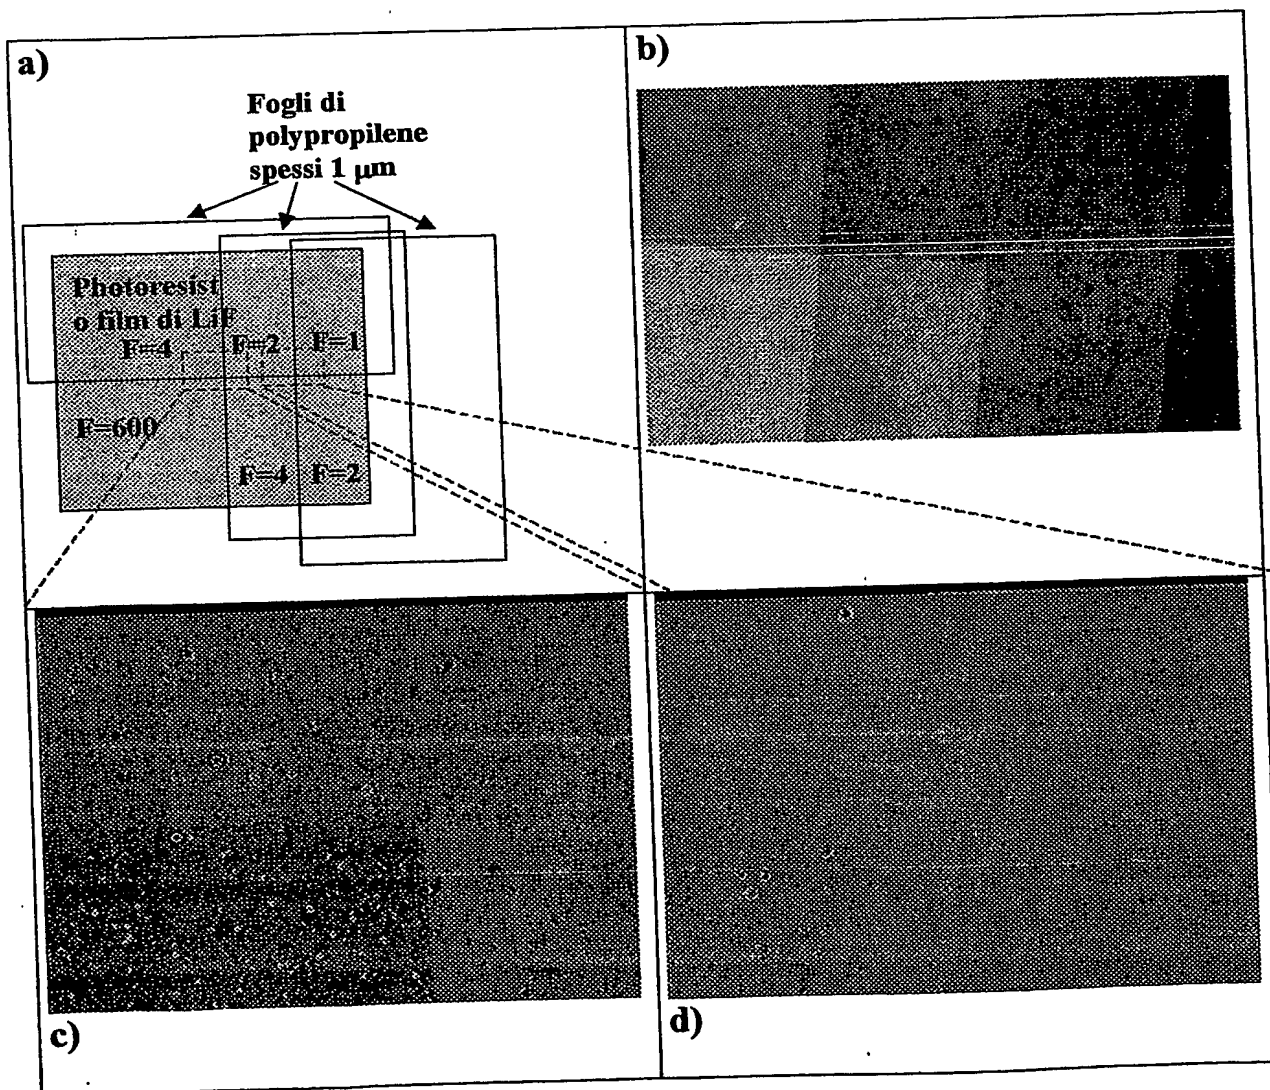 a)
b)
Fogli di
polypropilene
spessi 1 μm
Photoresist
o film di LiF
F=4
F=2
F=1
F=600
F=4
F=2
c)
d)